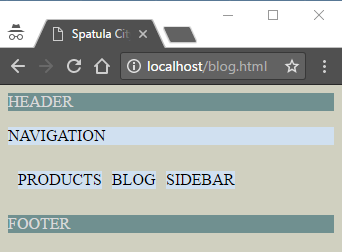 Spatula Cit
localhost/blog.html
HEADER
NAVIGATION
PRODUCTS BLOG SIDEBAR
FOOTER